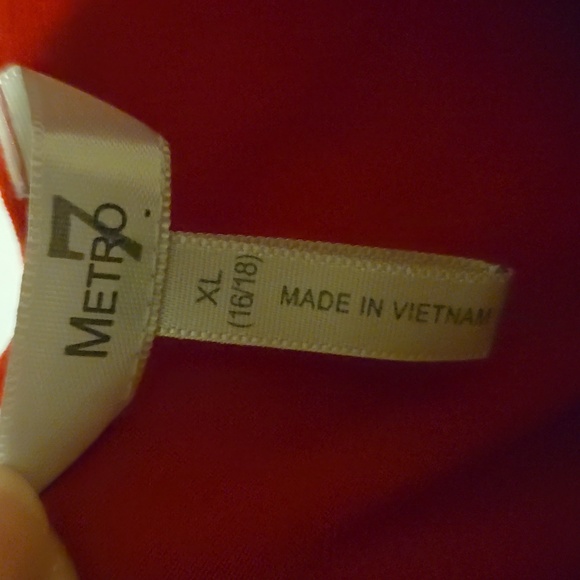 METRO 7
XL
(16/18)
MADE IN VIETNAM